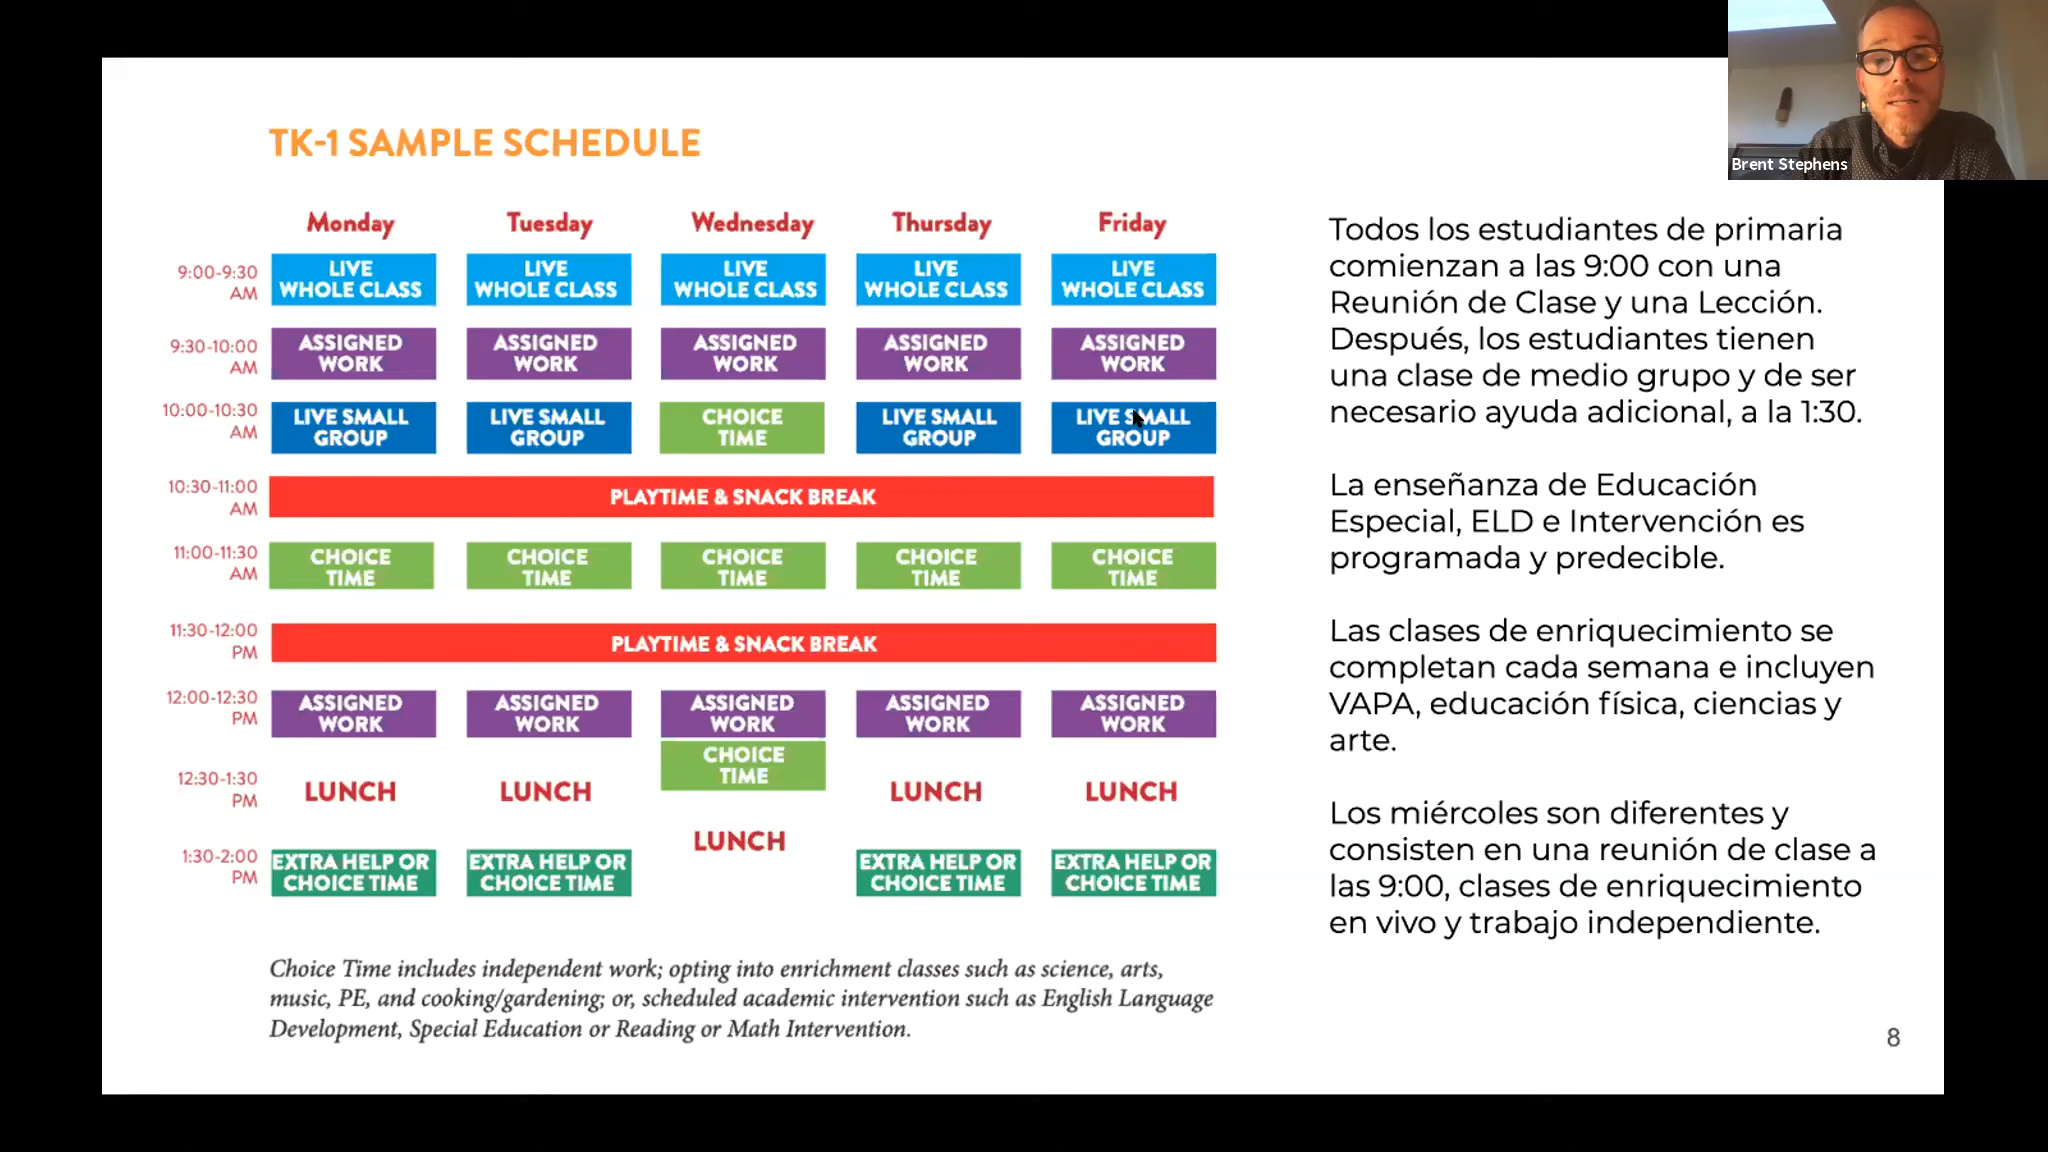 Brent Stephens
TK-1 SAMPLE SCHEDULE
Monday Tuesday Wednesday Thursday Friday
9:00-9:30
AM
LIVE
WHOLE CLASS
LIVE
WHOLE CLASS
LIVE
WHOLE CLASS
LIVE
WHOLE CLASS
LIVE
WHOLE CLASS
9:30-10:00
AM
ASSIGNED
WORK
ASSIGNED
WORK
ASSIGNED
WORK
ASSIGNED
WORK
ASSIGNED
WORK
10:00-10:30
AM
LIVE SMALL
GROUP
LIVE SMALL
GROUP
CHOICE
TIME
LIVE SMALL
GROUP
LIVE SMALL
GROUP
10:30-11:00
AM
PLAYTIME & SNACK BREAK
11:00-11:30
AM
CHOICE
TIME
CHOICE
TIME
CHOICE
TIME
CHOICE
TIME
CHOICE
TIME
11:30-12:00
PM
PLAYTIME & SNACK BREAK
12:00-12:30
PM
ASSIGNED
WORK
ASSIGNED
WORK
ASSIGNED
WORK
ASSIGNED
WORK
ASSIGNED
WORK
CHOICE
TIME
12:30-1:30
PM
LUNCH
LUNCH
LUNCH
LUNCH
LUNCH
1:30-2:00
PM
EXTRA HELP OR
CHOICE TIME
EXTRA HELP OR
CHOICE TIME
EXTRA HELP OR
CHOICE TIME
EXTRA HELP OR
CHOICE TIME
Choice Time includes independent work; opting into enrichment classes such as science, arts,
music, PE, and cooking/gardening; or, scheduled academic intervention such as English Language
Development, Special Education or Reading or Math Intervention.
Todos los estudiantes de primaria
comienzan a las 9:00 con una
Reunión de Clase y una Lección.
Después, los estudiantes tienen
una clase de medio grupo y de ser
necesario ayuda adicional, a la 1:30.
La enseñanza de Educación
Especial, ELD e Intervención es
programada y predecible.
Las clases de enriquecimiento se
completan cada semana e incluyen
VAPA, educación física, ciencias y
arte.
Los miércoles son diferentes y
consisten en una reunión de clase a
las 9:00, clases de enriquecimiento
en vivo y trabajo independiente.
8